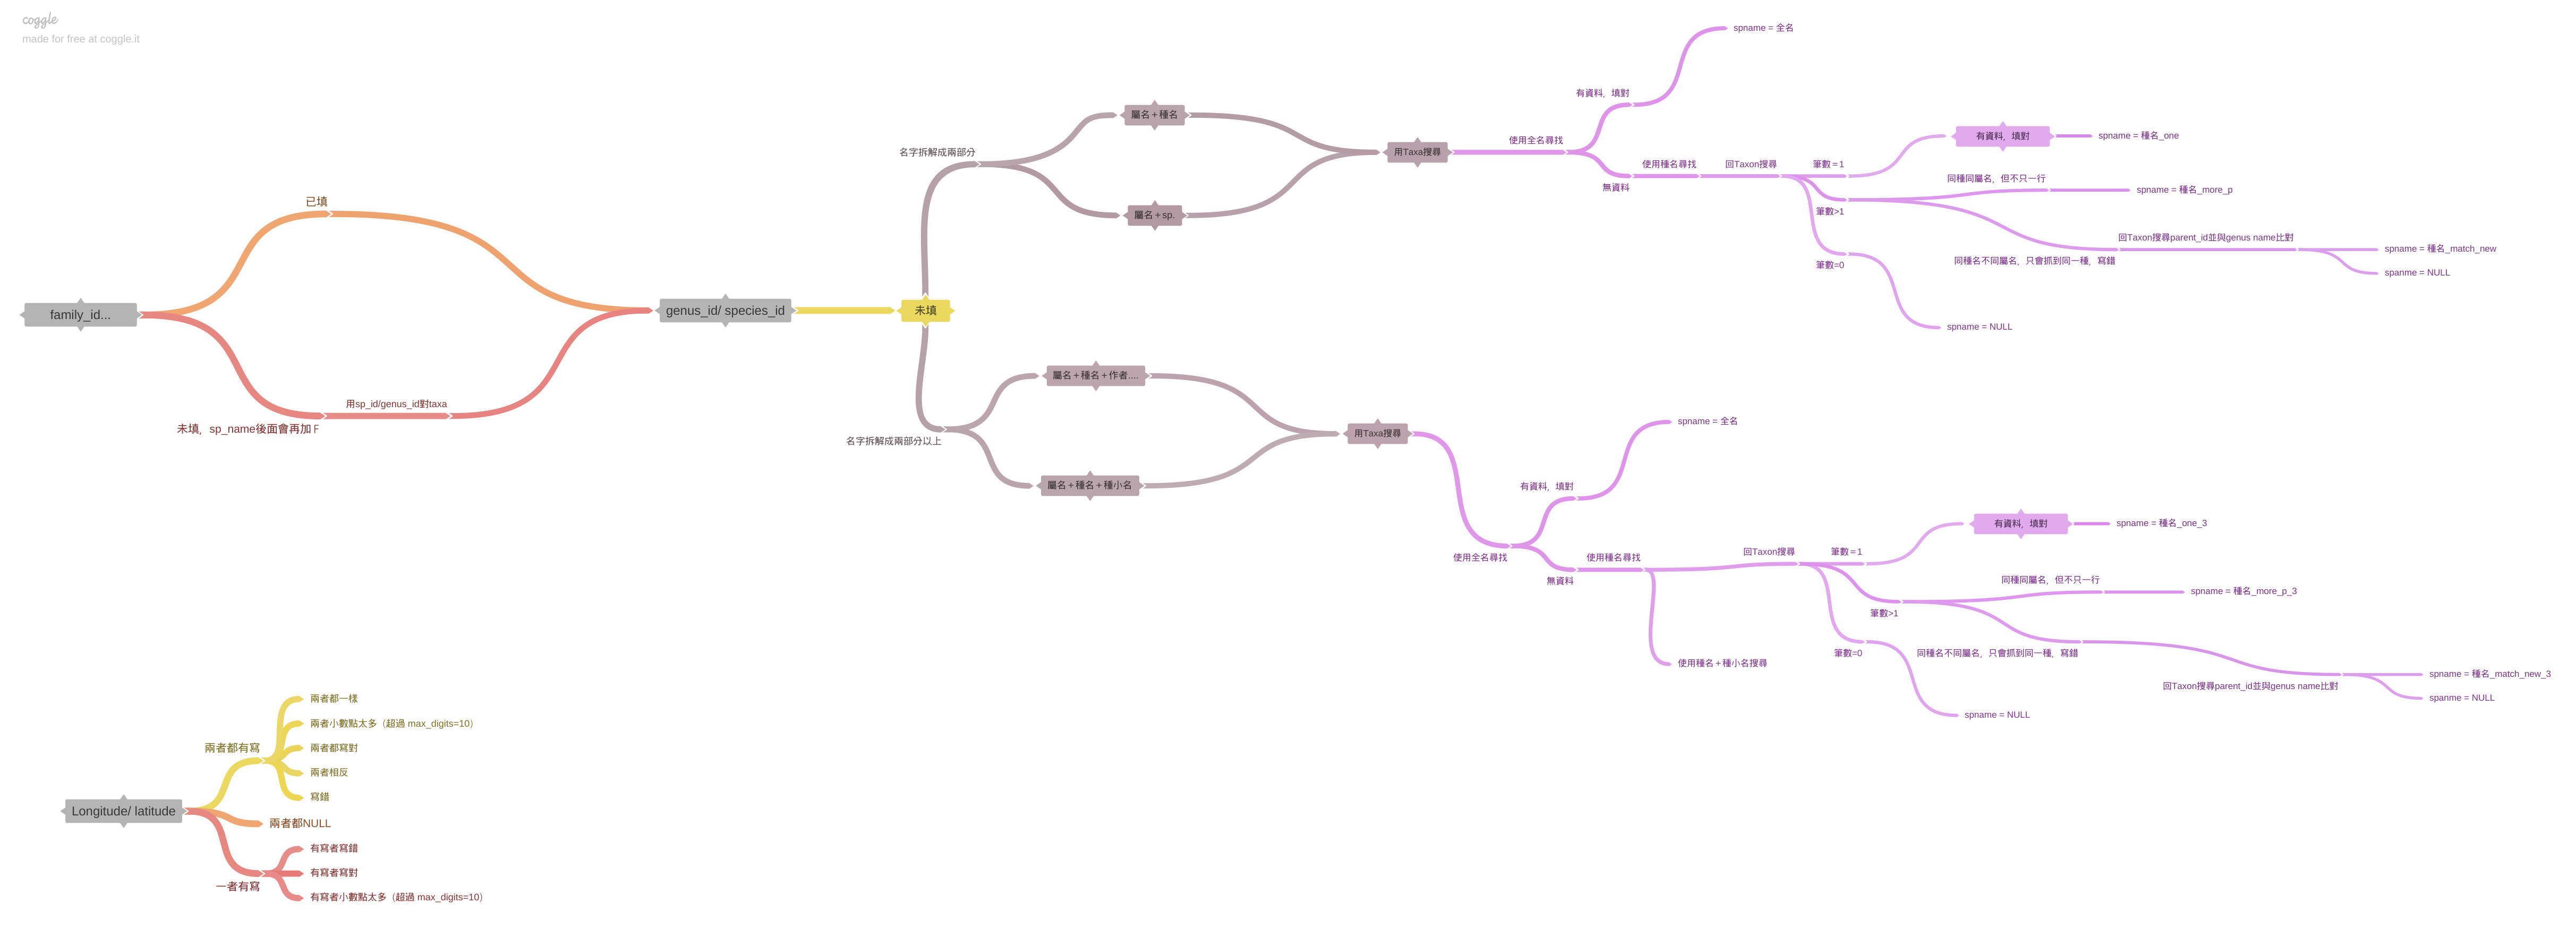 coggle
made for free at coggle.it
family_id...
已填
未填，sp_name後面會再加 F
用sp_id/genus_id對taxa
genus_id/ species_id
未填
名字拆解成兩部分
屬名＋種名
屬名＋sp.
用Taxa搜尋
使用全名尋找
有資料，填對
spname = 全名
無資料
使用種名尋找
回Taxon搜尋
筆數＝1
有資料，填對
spname = 種名_one
筆數>1
同種同屬名，但不只一行
spname = 種名_more_p
同種名不同屬名，只會抓到同一種，寫錯
回Taxon搜尋parent_id並與genus name比對
spname = 種名_match_new
spanme = NULL
筆數=0
spname = NULL
名字拆解成兩部分以上
屬名＋種名＋作者....
屬名＋種名＋種小名
用Taxa搜尋
使用全名尋找
有資料，填對
spname = 全名
無資料
使用種名尋找
回Taxon搜尋
筆數＝1
有資料，填對
spname = 種名_one_3
筆數>1
同種同屬名，但不只一行
spname = 種名_more_p_3
同種名不同屬名，只會抓到同一種，寫錯
回Taxon搜尋parent_id並與genus name比對
spname = 種名_match_new_3
spanme = NULL
筆數=0
spname = NULL
使用種名＋種小名搜尋
Longitude/ latitude
兩者都有寫
兩者都一樣
兩者小數點太多（超過 max_digits=10）
兩者都寫對
兩者相反
寫錯
兩者都NULL
一者有寫
有寫者寫錯
有寫者寫對
有寫者小數點太多（超過 max_digits=10）